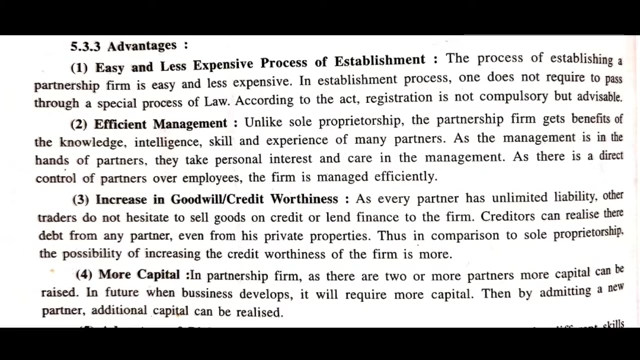 5.3.3 Advantages :
(1) Easy and Less Expensive Process of Establishment : The process of establishing a
partnership firm is easy and less expensive. In establishment process, one does not require to pass
through a special process of Law. According to the act, registration is not compulsory but advisable.
(2) Efficient Management : Unlike sole proprietorship, the partnership firm gets benefits of
the knowledge, intelligence, skill and experience of many partners. As the management is in the
hands of partners, they take personal interest and care in the management. As there is a direct
control of partners over employees, the firm is managed efficiently.
(3) Increase in Goodwill/Credit Worthiness : As every partner has unlimited liability, other
traders do not hesitate to sell goods on credit or lend finance to the firm. Creditors can realise there
debt from any partner, even from his private properties. Thus in comparison to sole proprietorship,
the possibility of increasing the credit worthiness of the firm is more.
(4) More Capital :In partnership firm, as there are two or more partners more capital can be
raised. In future when bussiness develops, it will require more capital. Then by admitting a new
partner, additional capital can be realised.